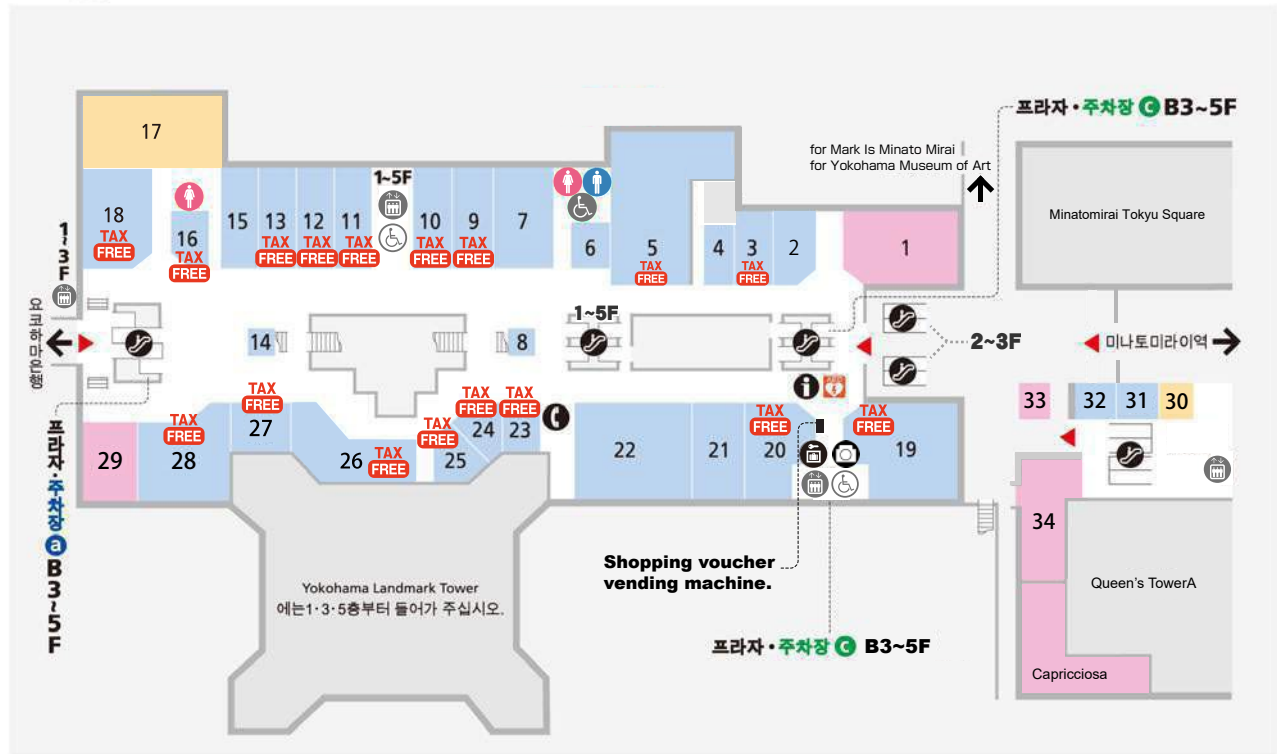 프라자・주차장 C B3~5F
for Mark Is Minato Mirai
for Yokohama Museum of Art
Minatomirai Tokyu Square
17
1~5F
18
TAX
FREE
16
TAX
FREE
15
13
TAX
FREE
12
TAX
FREE
11
TAX
FREE
10
TAX
FREE
9
TAX
FREE
7
6
5
TAX
FREE
4
3
TAX
FREE
2
1
1~3F
요코하마은행
14
8
1~5F
2~3F
미나토미라이역
i
33
32
31
30
프라자・주차장 a B3~5F
29
28
TAX
FREE
27
TAX
FREE
26
TAX
FREE
25
TAX
FREE
24
TAX
FREE
23
TAX
FREE
22
21
20
TAX
FREE
19
TAX
FREE
34
Yokohama Landmark Tower
에는1・3・5층부터 들어가 주십시오.
Shopping voucher
vending machine.
Queen's TowerA
프라자・주차장 C B3~5F
Capricciosa